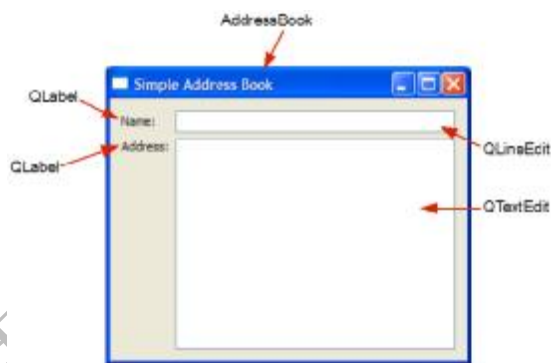 AddressBook
Simple Address Book
QLabel
Name:
QLineEdit
QLabel
Address:
QTextEdit